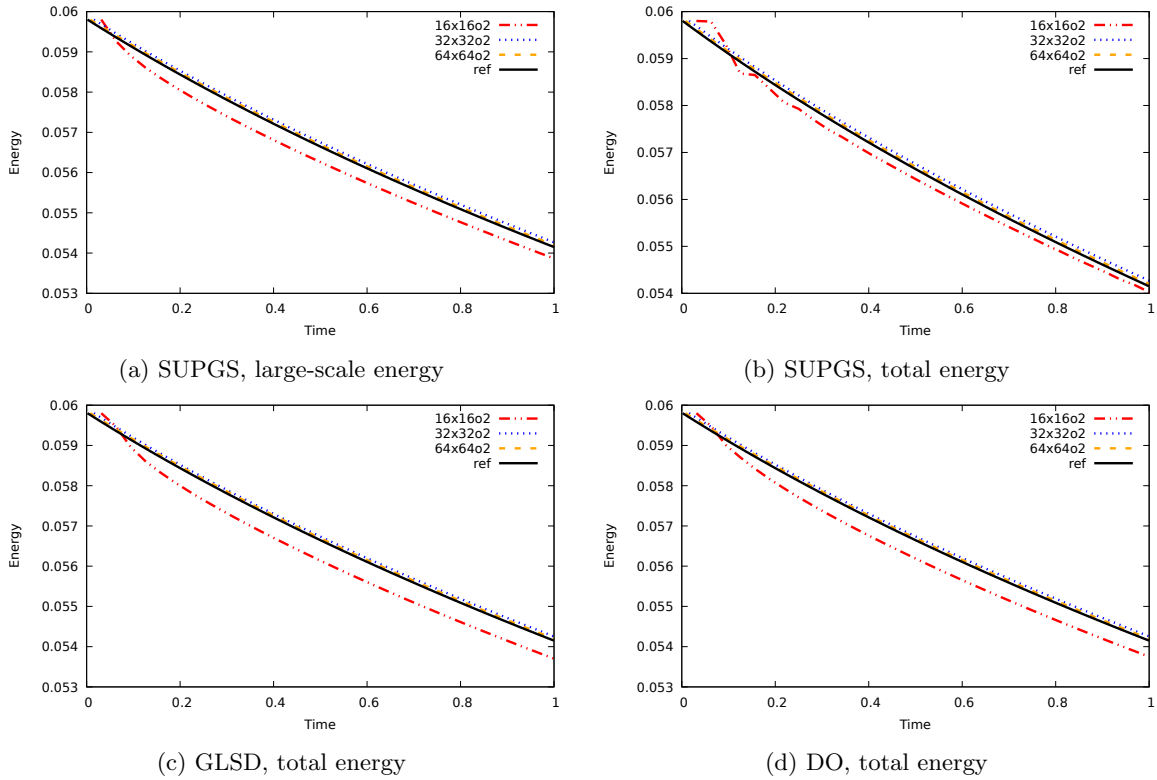 0.06
0.059
0.058
0.057
0.056
0.055
0.054
0.053
Energy
0 0.2 0.4 0.6 0.8 1
Time
16x16o2
32x32o2
64x64o2
ref
(a) SUPGS, large-scale energy
0.06
0.059
0.058
0.057
0.056
0.055
0.054
Energy
0 0.2 0.4 0.6 0.8 1
Time
16x16o2
32x32o2
64x64o2
ref
(b) SUPGS, total energy
0.06
0.059
0.058
0.057
0.056
0.055
0.054
0.053
Energy
0 0.2 0.4 0.6 0.8 1
Time
16x16o2
32x32o2
64x64o2
ref
(c) GLSD, total energy
0.06
0.059
0.058
0.057
0.056
0.055
0.054
0.053
Energy
0 0.2 0.4 0.6 0.8 1
Time
16x16o2
32x32o2
64x64o2
ref
(d) DO, total energy